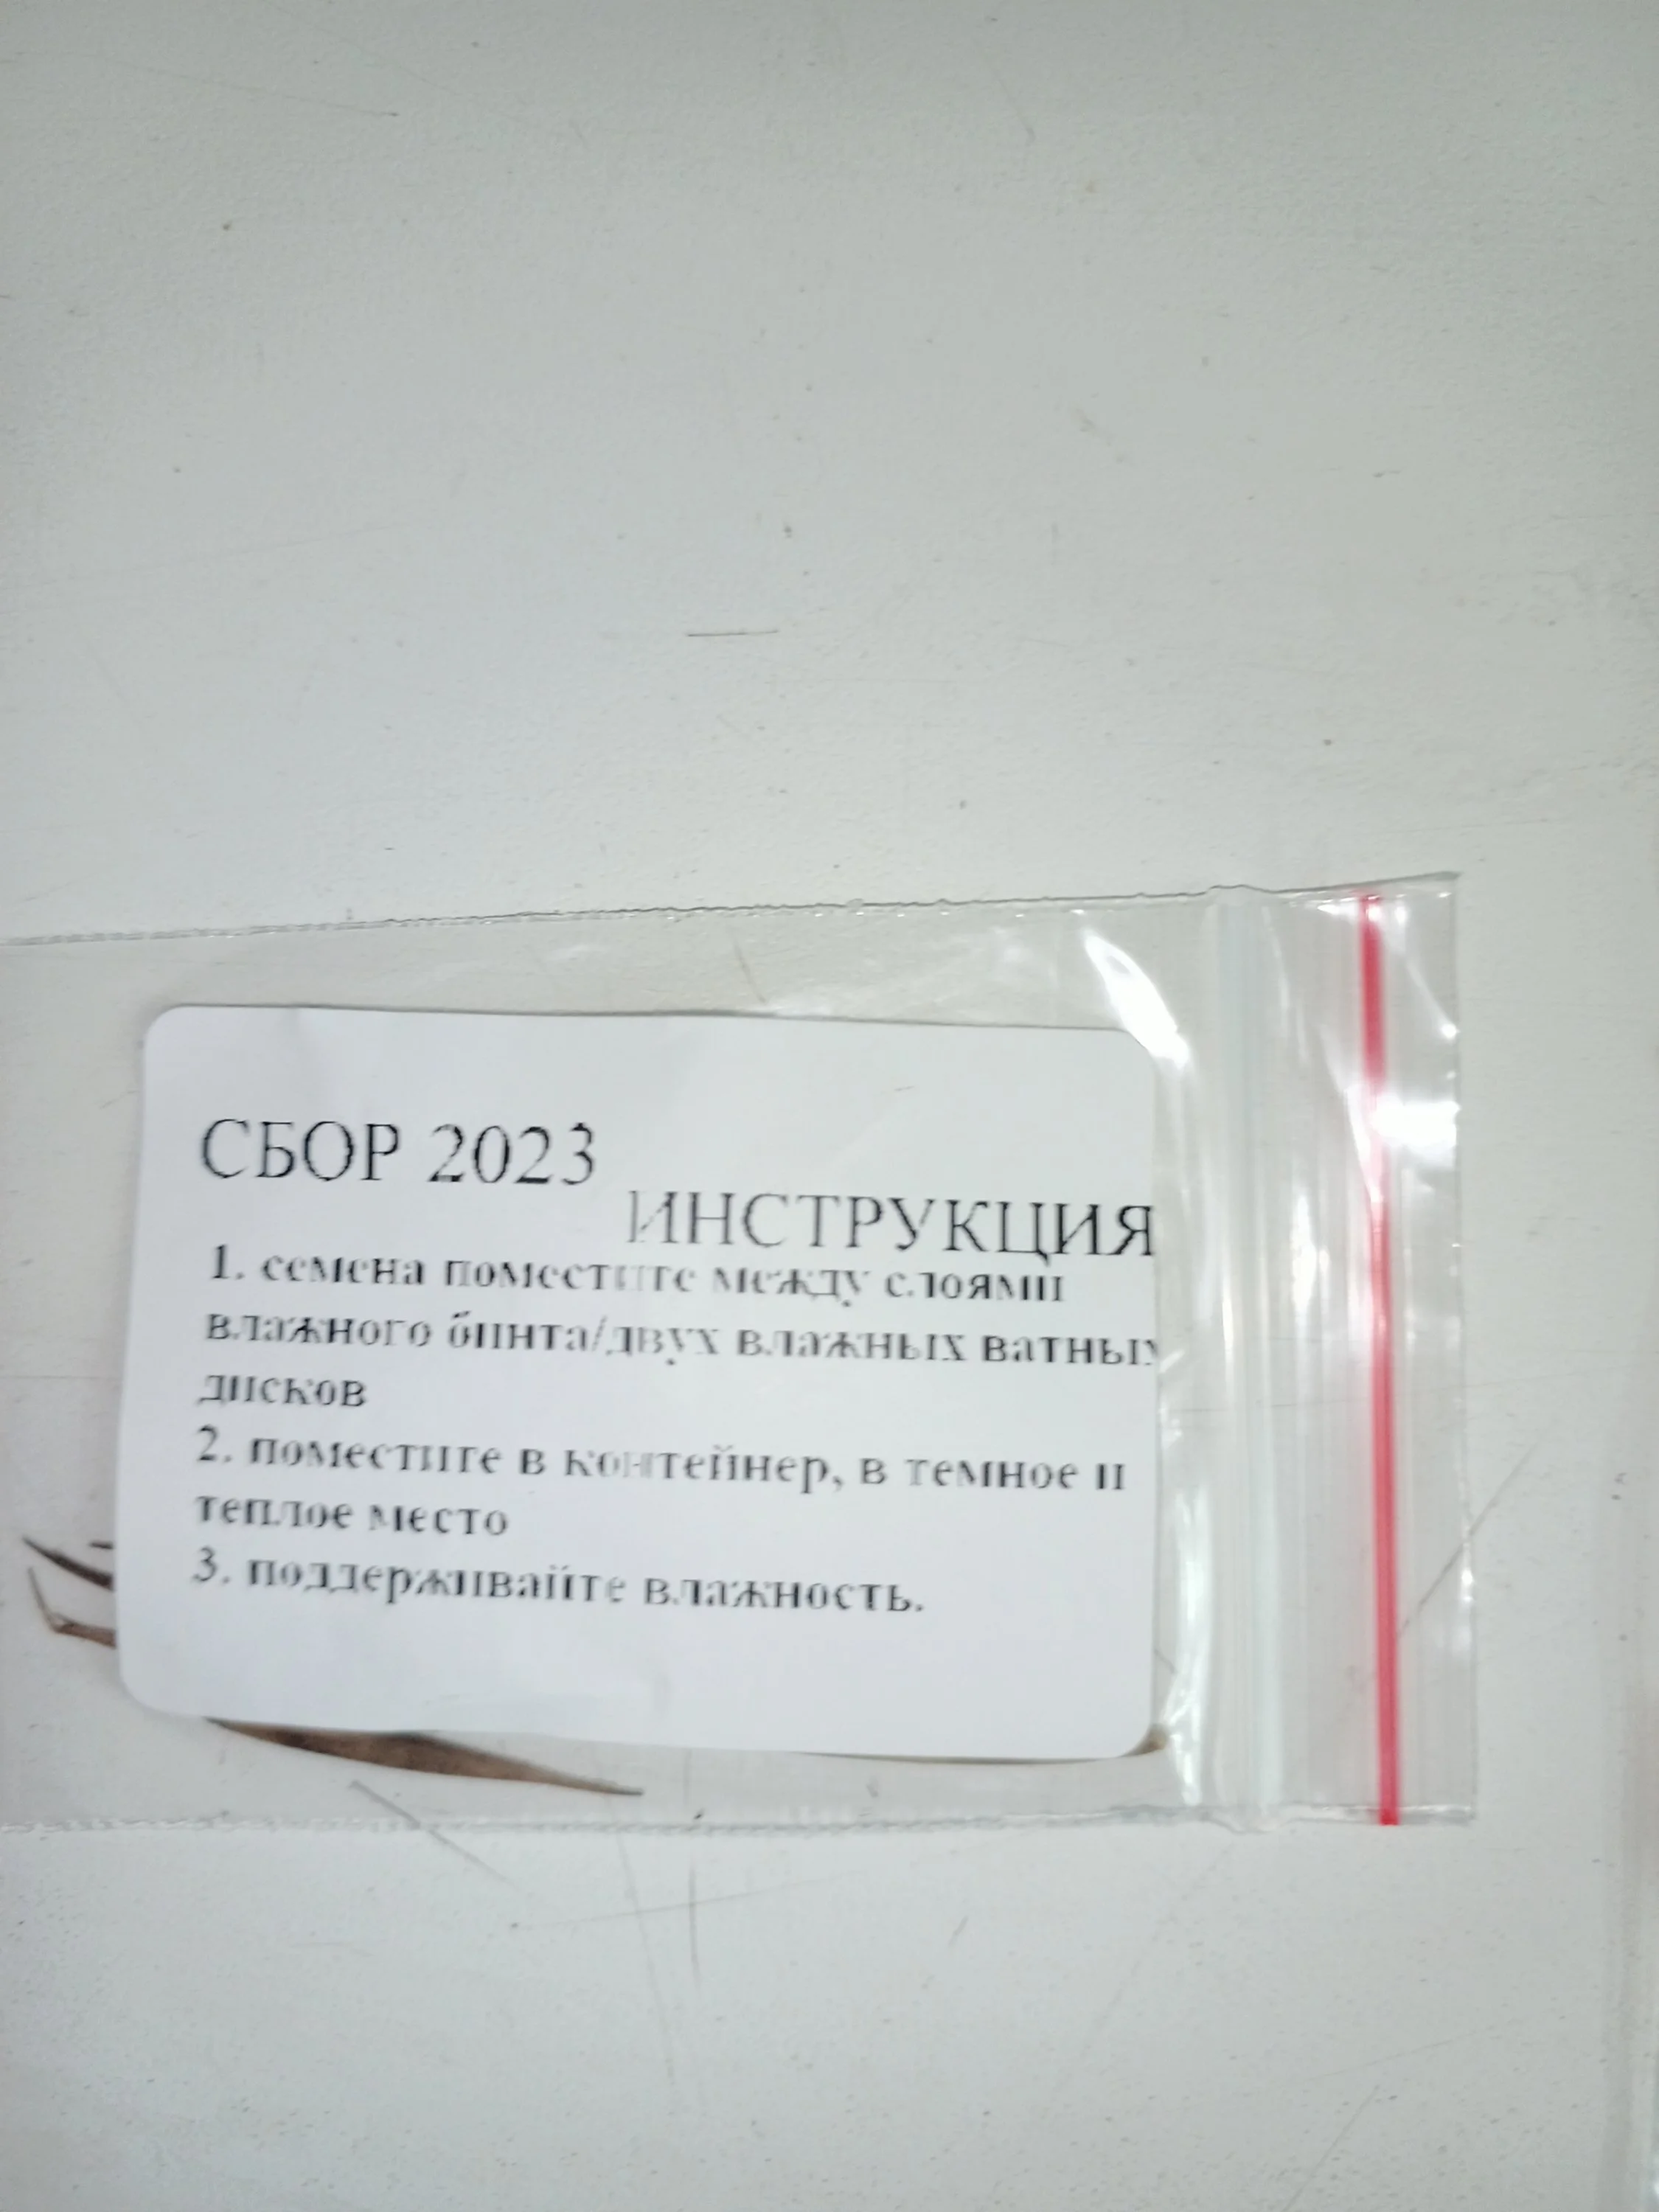 СБОР 2023
ИНСТРУКЦИЯ
1. семена поместите между слоями
влажного бинта/двух влажных ватных
дисков
2. поместите в контейнер, в темное и
теплое место
3. поддерживайте влажность.